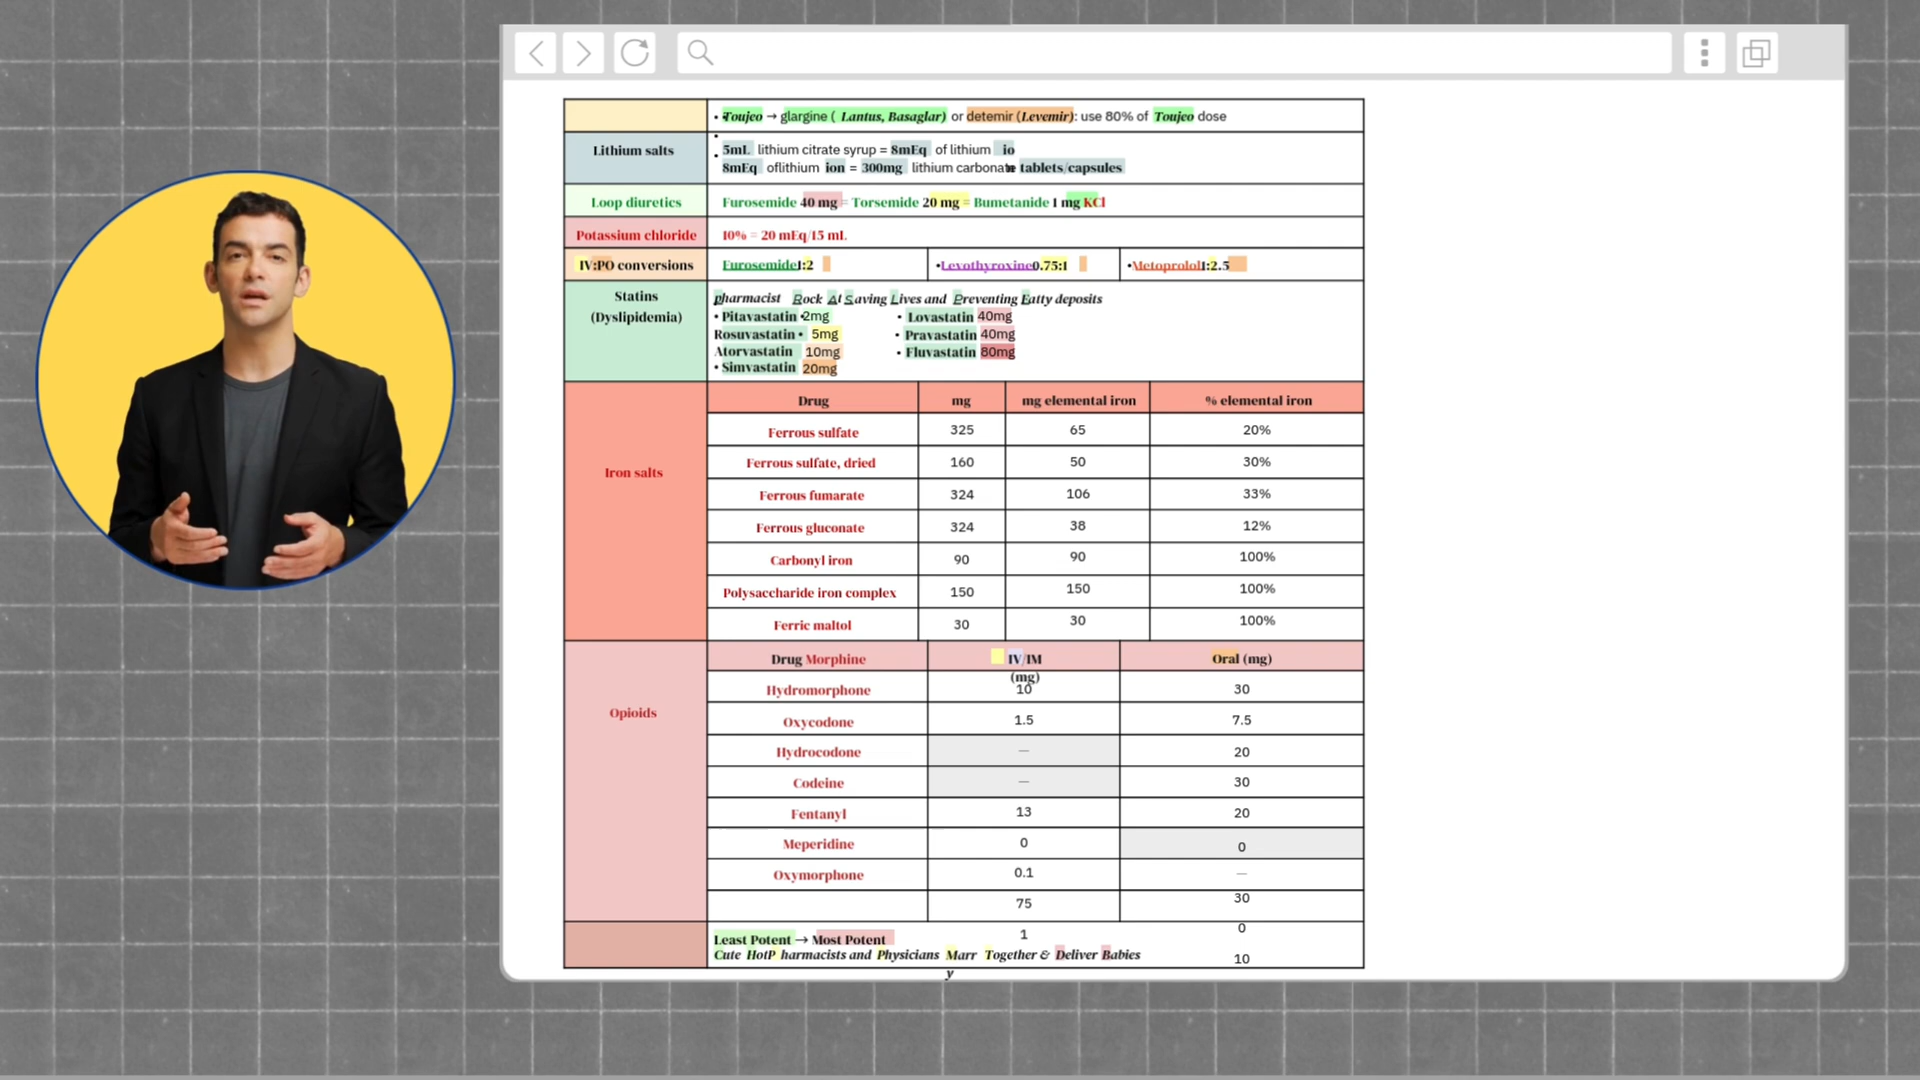 • Toujeo → glargine ( Lantus, Basaglar) or detemir (Levemir): use 80% of Toujeo dose
Lithium salts
• 5mL lithium citrate syrup = 8mEq of lithium io
8mEq oflithium ion = 300mg lithium carbonate tablets/capsules
Loop diuretics
Furosemide 40 mg = Torsemide 20 mg = Bumetanide 1 mg KCl
Potassium chloride
10% = 20 mEq/15 mL
IV:PO conversions
Furosemide1:2
•Levothyroxine0.75:1
•Metoprolol1:2.5
Statins
(Dyslipidemia)
pharmacist Rock At Saving Lives and Preventing Fatty deposits
• Pitavastatin • 2mg
• Lovastatin 40mg
Rosuvastatin • 5mg
• Pravastatin 40mg
Atorvastatin 10mg
• Fluvastatin 80mg
• Simvastatin 20mg
Iron salts
Drug mg mg elemental iron % elemental iron
Ferrous sulfate 325 65 20%
Ferrous sulfate, dried 160 50 30%
Ferrous fumarate 324 106 33%
Ferrous gluconate 324 38 12%
Carbonyl iron 90 90 100%
Polysaccharide iron complex 150 150 100%
Ferric maltol 30 30 100%
Opioids
Drug Morphine IV/IM Oral (mg)
(mg)
Hydromorphone 10 30
Oxycodone 1.5 7.5
Hydrocodone — 20
Codeine — 30
Fentanyl 13 20
Meperidine 0 0
Oxymorphone 0.1 —
75 30
1 0
10
Least Potent → Most Potent
Cute HotP harmacists and Physicians Marr Together & Deliver Babies
y